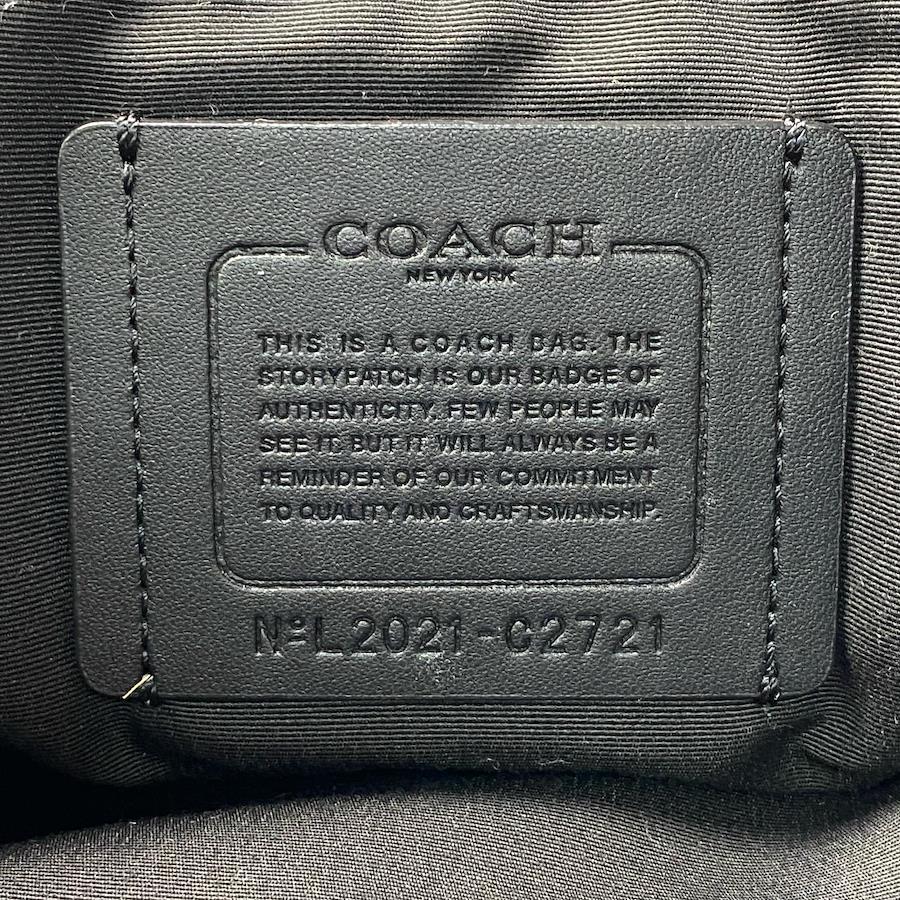 COACH
NEW YORK
THIS IS A COACH BAG. THE
STORYPATCH IS OUR BADGE OF
AUTHENTICITY. FEW PEOPLE MAY
SEE IT. BUT IT WILL ALWAYS BE A
REMINDER OF OUR COMMITMENT
TO QUALITY AND CRAFTSMANSHIP.
Nº L2021-C2721